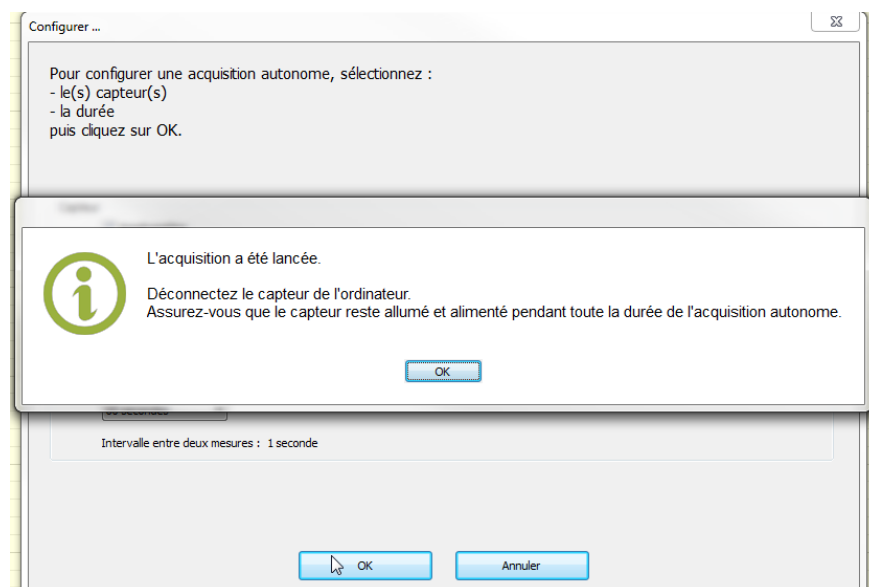 Configurer ...
Pour configurer une acquisition autonome, sélectionnez :
- le(s) capteur(s)
- la durée
puis cliquez sur OK.
L'acquisition a été lancée.
Déconnectez le capteur de l'ordinateur.
Assurez-vous que le capteur reste allumé et alimenté pendant toute la durée de l'acquisition autonome.
OK
Intervalle entre deux mesures : 1 seconde
OK Annuler